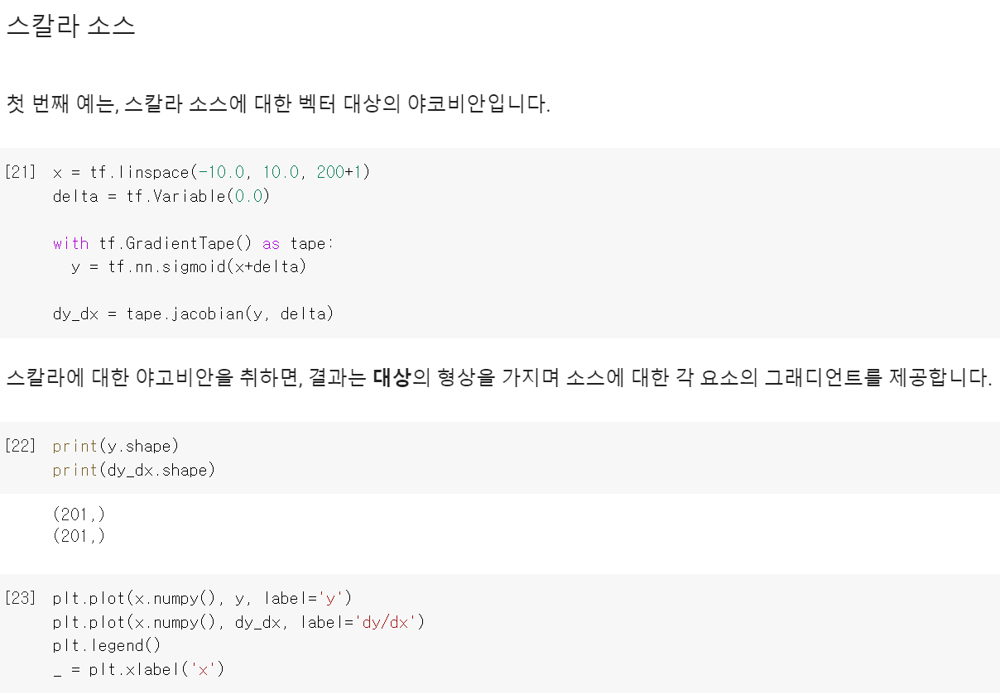 스칼라 소스
첫 번째 예는, 스칼라 소스에 대한 벡터 대상의 야코비안입니다.
[21] x = tf.linspace(-10.0, 10.0, 200+1)
delta = tf.Variable(0.0)
with tf.GradientTape() as tape:
y = tf.nn.sigmoid(x+delta)
dy_dx = tape.jacobian(y, delta)
스칼라에 대한 야고비안을 취하면, 결과는 대상의 형상을 가지며 소스에 대한 각 요소의 그래디언트를 제공합니다.
[22] print(y.shape)
print(dy_dx.shape)
(201,)
(201,)
[23] plt.plot(x.numpy(), y, label='y')
plt.plot(x.numpy(), dy_dx, label='dy/dx')
plt.legend()
_ = plt.xlabel('x')